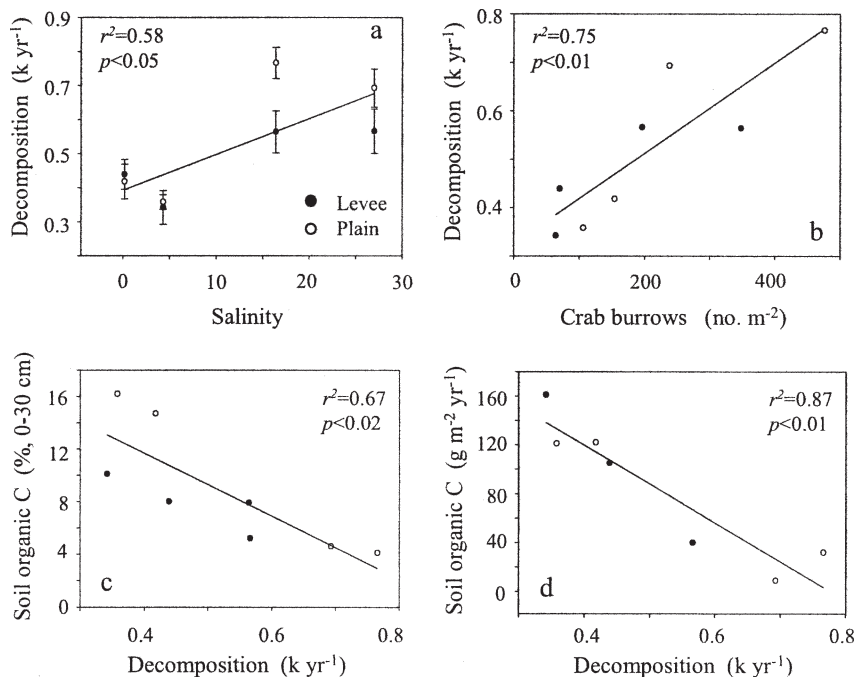 Decomposition (k yr⁻¹)
0.9
0.7
0.5
0.3
r²=0.58
p<0.05
a
● Levee
○ Plain
0 10 20 30
Salinity
Decomposition (k yr⁻¹)
0.8
0.6
0.4
r²=0.75
p<0.01
b
0 200 400
Crab burrows (no. m⁻²)
Soil organic C (%, 0-30 cm)
16
12
8
4
0
r²=0.67
p<0.02
c
0.4 0.6 0.8
Decomposition (k yr⁻¹)
Soil organic C (g m⁻² yr⁻¹)
160
120
80
40
0
r²=0.87
p<0.01
d
0.4 0.6 0.8
Decomposition (k yr⁻¹)